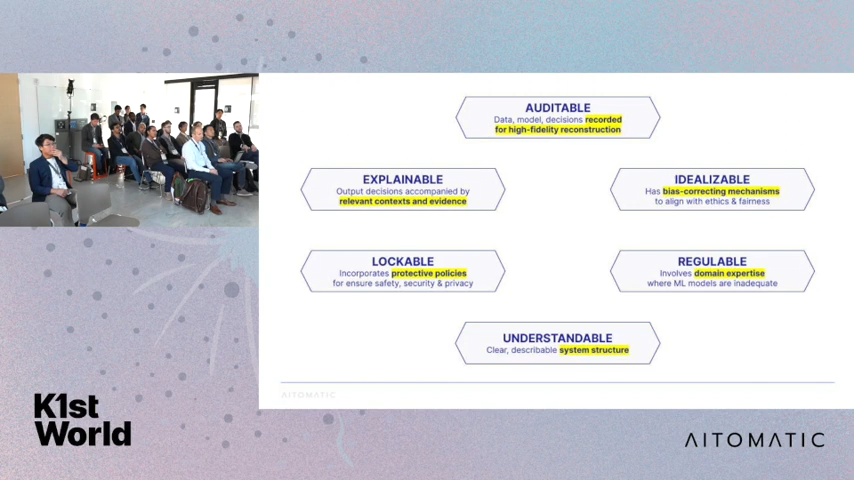 AUDITABLE
Data, model, decisions recorded
for high-fidelity reconstruction
EXPLAINABLE
Output decisions accompanied by
relevant contexts and evidence
IDEALIZABLE
Has bias-correcting mechanisms
to align with ethics & fairness
LOCKABLE
Incorporates protective policies
for ensure safety, security & privacy
REGULABLE
Involves domain expertise
where ML models are inadequate
UNDERSTANDABLE
Clear, describable system structure
AITOMATIC
K1st
World
AITOMATIC